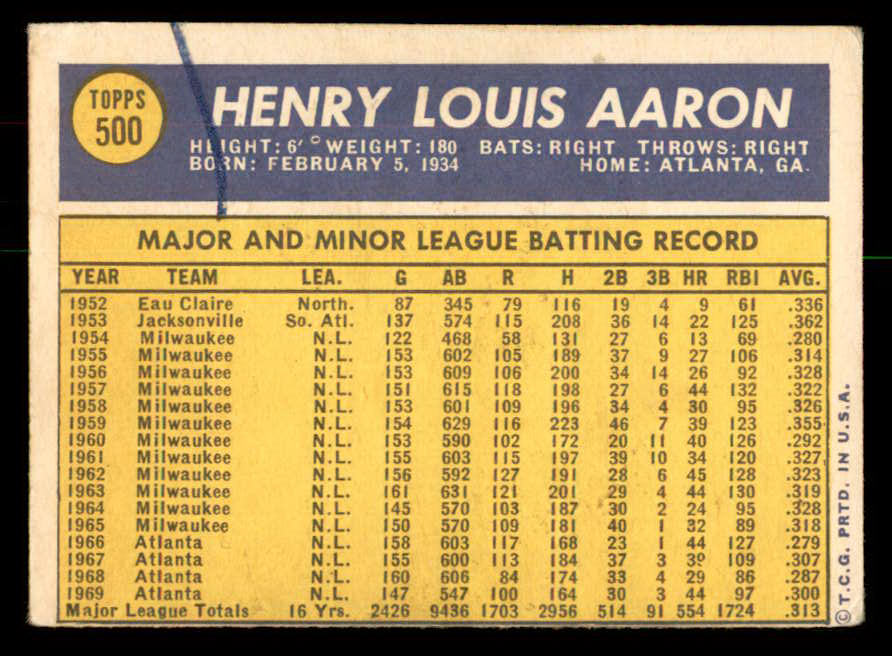 TOPPS
500
HENRY LOUIS AARON
HEIGHT: 6' 0 WEIGHT: 180 BATS: RIGHT THROWS: RIGHT
BORN: FEBRUARY 5, 1934 HOME: ATLANTA, GA.
MAJOR AND MINOR LEAGUE BATTING RECORD
YEAR TEAM LEA. G AB R H 2B 3B HR RBI AVG.
1952 Eau Claire North. 87 345 79 116 19 4 9 61 .336
1953 Jacksonville So. Atl. 137 574 115 208 36 14 22 125 .362
1954 Milwaukee N.L. 122 468 58 131 27 6 13 69 .280
1955 Milwaukee N.L. 153 602 105 189 37 9 27 106 .314
1956 Milwaukee N.L. 153 609 106 200 34 14 26 92 .328
1957 Milwaukee N.L. 151 615 118 198 27 6 44 132 .322
1958 Milwaukee N.L. 153 601 109 196 34 4 30 95 .326
1959 Milwaukee N.L. 154 629 116 223 46 7 39 123 .355
1960 Milwaukee N.L. 153 590 102 172 20 11 40 126 .292
1961 Milwaukee N.L. 155 603 115 197 39 10 34 120 .327
1962 Milwaukee N.L. 156 592 127 191 28 6 45 128 .323
1963 Milwaukee N.L. 161 631 121 201 29 4 44 130 .319
1964 Milwaukee N.L. 145 570 103 187 30 2 24 95 .328
1965 Milwaukee N.L. 150 570 109 181 40 1 32 89 .318
1966 Atlanta N.L. 158 603 117 168 23 1 44 127 .279
1967 Atlanta N.L. 155 600 113 184 37 3 39 109 .307
1968 Atlanta N.L. 160 606 84 174 33 4 29 86 .287
1969 Atlanta N.L. 147 547 100 164 30 3 44 97 .300
Major League Totals 16 Yrs. 2426 9436 1703 2956 514 91 554 1724 .313
© T.C.G. PRTD. IN U.S.A.